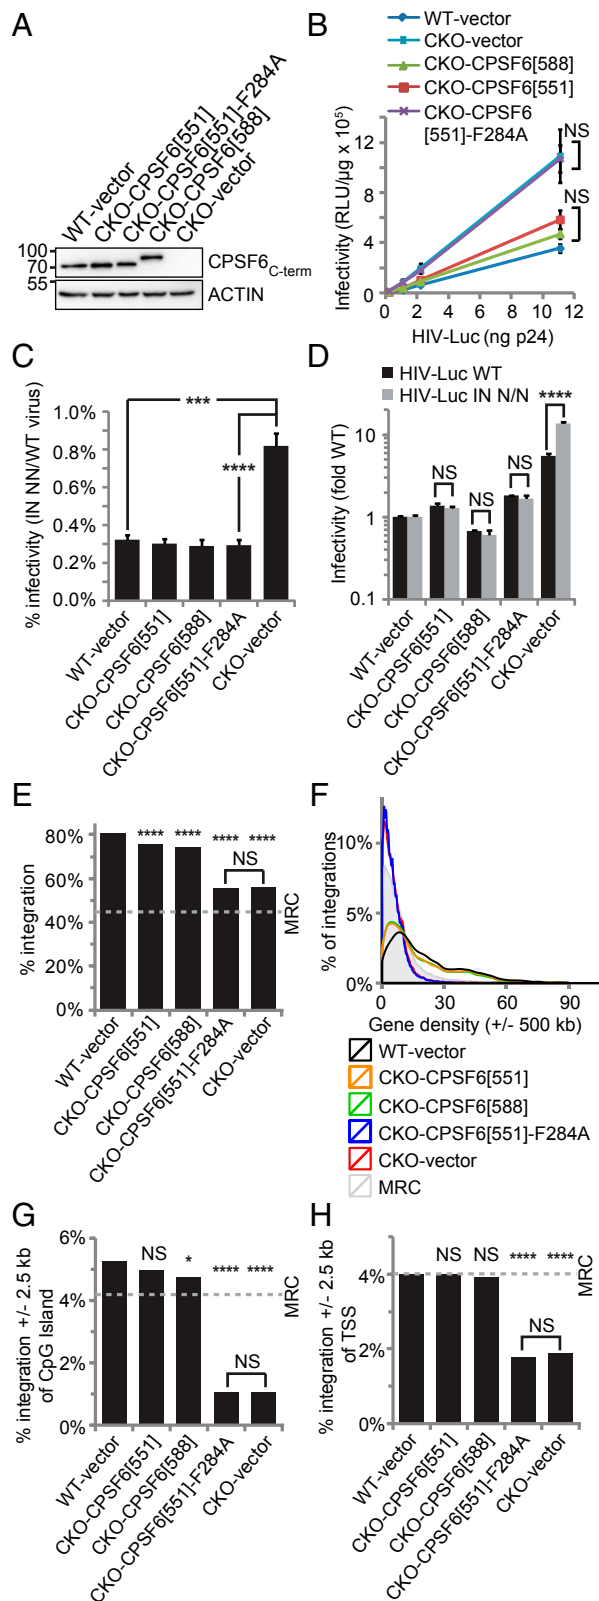 A
WT-vector
CKO-CPSF6[551]
CKO-CPSF6[551]-F284A
CKO-CPSF6[588]
CKO-vector
100
70
55
CPSF6C-term
ACTIN
B
WT-vector
CKO-vector
CKO-CPSF6[588]
CKO-CPSF6[551]
CKO-CPSF6
[551]-F284A
Infectivity (RLU/µg x 10⁵)
12
8
4
0
NS
NS
0 2 4 6 8 10 12
HIV-Luc (ng p24)
C
% infectivity (IN NN/WT virus)
1.0%
0.8%
0.6%
0.4%
0.2%
0.0%
***
****
WT-vector
CKO-CPSF6[551]
CKO-CPSF6[588]
CKO-CPSF6[551]-F284A
CKO-vector
D
HIV-Luc WT
HIV-Luc IN N/N
Infectivity (fold WT)
10
1
0.1
NS
NS
NS
****
WT-vector
CKO-CPSF6[551]
CKO-CPSF6[588]
CKO-CPSF6[551]-F284A
CKO-vector
E
% integration
80%
60%
40%
20%
0%
**** **** **** ****
NS
MRC
WT-vector
CKO-CPSF6[551]
CKO-CPSF6[588]
CKO-CPSF6[551]-F284A
CKO-vector
F
% of integrations
10%
5%
0%
0 30 60 90
Gene density (+/- 500 kb)
WT-vector
CKO-CPSF6[551]
CKO-CPSF6[588]
CKO-CPSF6[551]-F284A
CKO-vector
MRC
G
% integration +/- 2.5 kb
of CpG Island
6%
4%
2%
0%
NS * **** ****
NS
MRC
WT-vector
CKO-CPSF6[551]
CKO-CPSF6[588]
CKO-CPSF6[551]-F284A
CKO-vector
H
% integration +/- 2.5 kb
of TSS
4%
2%
0%
NS NS **** ****
NS
MRC
WT-vector
CKO-CPSF6[551]
CKO-CPSF6[588]
CKO-CPSF6[551]-F284A
CKO-vector